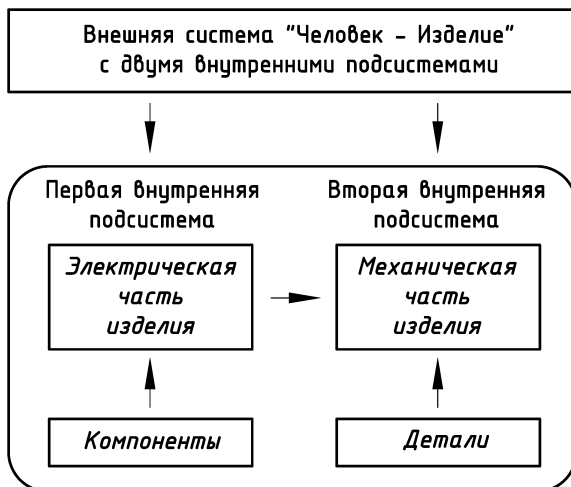 Внешняя система "Человек - Изделие"
с двумя внутренними подсистемами
Первая внутренняя
подсистема
Вторая внутренняя
подсистема
Электрическая
часть
изделия
Механическая
часть
изделия
Компоненты
Детали